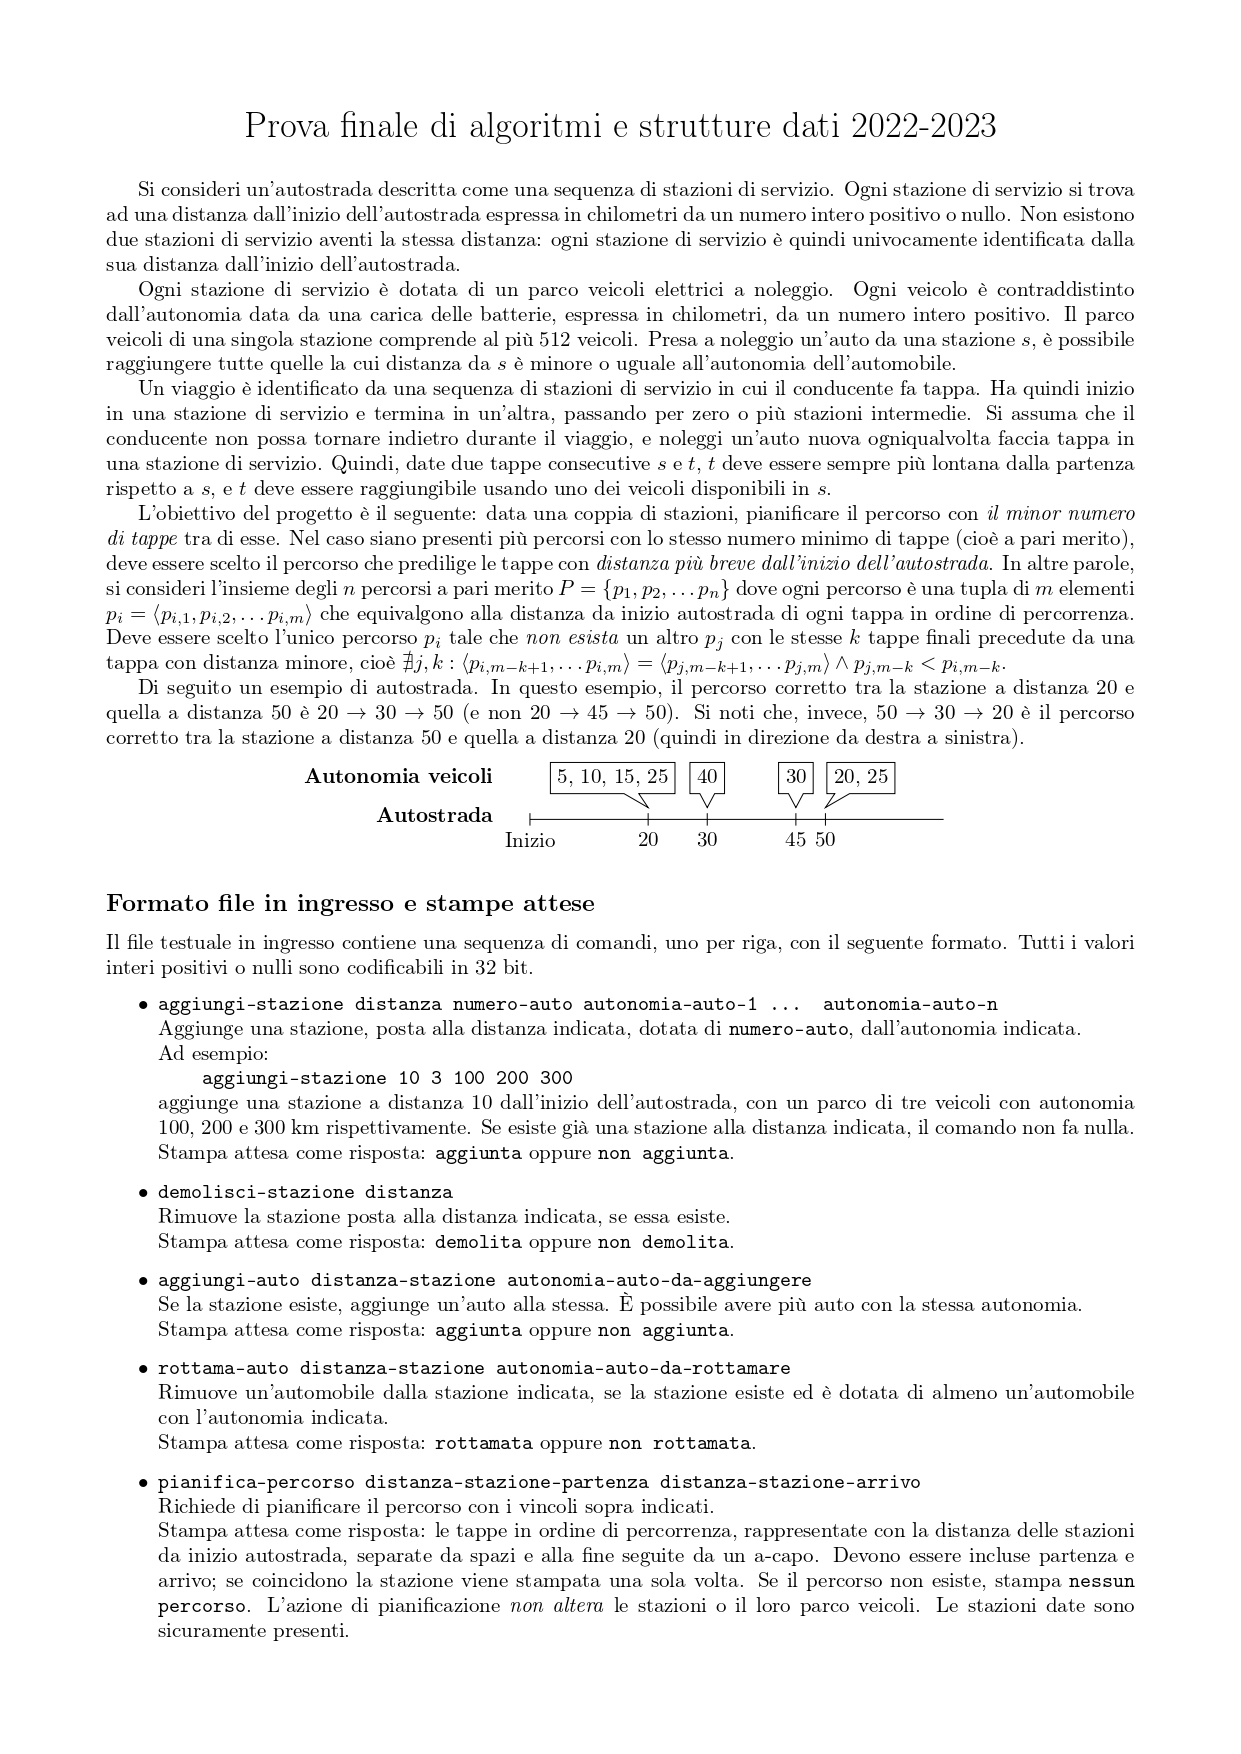 Prova finale di algoritmi e strutture dati 2022-2023
Si consideri un'autostrada descritta come una sequenza di stazioni di servizio. Ogni stazione di servizio si trova
ad una distanza dall'inizio dell'autostrada espressa in chilometri da un numero intero positivo o nullo. Non esistono
due stazioni di servizio aventi la stessa distanza: ogni stazione di servizio è quindi univocamente identificata dalla
sua distanza dall'inizio dell'autostrada.
Ogni stazione di servizio è dotata di un parco veicoli elettrici a noleggio. Ogni veicolo è contraddistinto
dall'autonomia data da una carica delle batterie, espressa in chilometri, da un numero intero positivo. Il parco
veicoli di una singola stazione comprende al più 512 veicoli. Presa a noleggio un'auto da una stazione s, è possibile
raggiungere tutte quelle la cui distanza da s è minore o uguale all'autonomia dell'automobile.
Un viaggio è identificato da una sequenza di stazioni di servizio in cui il conducente fa tappa. Ha quindi inizio
in una stazione di servizio e termina in un'altra, passando per zero o più stazioni intermedie. Si assuma che il
conducente non possa tornare indietro durante il viaggio, e noleggi un'auto nuova ogniqualvolta faccia tappa in
una stazione di servizio. Quindi, date due tappe consecutive s e t, t deve essere sempre più lontana dalla partenza
rispetto a s, e t deve essere raggiungibile usando uno dei veicoli disponibili in s.
L'obiettivo del progetto è il seguente: data una coppia di stazioni, pianificare il percorso con il minor numero
di tappe tra di esse. Nel caso siano presenti più percorsi con lo stesso numero minimo di tappe (cioè a pari merito),
deve essere scelto il percorso che predilige le tappe con distanza più breve dall'inizio dell'autostrada. In altre parole,
si consideri l'insieme degli n percorsi a pari merito P = {p₁, p₂, . . . pₙ} dove ogni percorso è una tupla di m elementi
pᵢ = ⟨pᵢ,₁, pᵢ,₂, . . . pᵢ,ₘ⟩ che equivalgono alla distanza da inizio autostrada di ogni tappa in ordine di percorrenza.
Deve essere scelto l'unico percorso pᵢ tale che non esista un altro pⱼ con le stesse k tappe finali precedute da una
tappa con distanza minore, cioè ∄j, k : ⟨pᵢ,ₘ₋ₖ₊₁, . . . pᵢ,ₘ⟩ = ⟨pⱼ,ₘ₋ₖ₊₁, . . . pⱼ,ₘ⟩ ∧ pⱼ,ₘ₋ₖ < pᵢ,ₘ₋ₖ.
Di seguito un esempio di autostrada. In questo esempio, il percorso corretto tra la stazione a distanza 20 e
quella a distanza 50 è 20 → 30 → 50 (e non 20 → 45 → 50). Si noti che, invece, 50 → 30 → 20 è il percorso
corretto tra la stazione a distanza 50 e quella a distanza 20 (quindi in direzione da destra a sinistra).
Autonomia veicoli 5, 10, 15, 25 40 30 20, 25
Autostrada
Inizio 20 30 45 50
Formato file in ingresso e stampe attese
Il file testuale in ingresso contiene una sequenza di comandi, uno per riga, con il seguente formato. Tutti i valori
interi positivi o nulli sono codificabili in 32 bit.
• aggiungi-stazione distanza numero-auto autonomia-auto-1 ... autonomia-auto-n
Aggiunge una stazione, posta alla distanza indicata, dotata di numero-auto, dall'autonomia indicata.
Ad esempio:
aggiungi-stazione 10 3 100 200 300
aggiunge una stazione a distanza 10 dall'inizio dell'autostrada, con un parco di tre veicoli con autonomia
100, 200 e 300 km rispettivamente. Se esiste già una stazione alla distanza indicata, il comando non fa nulla.
Stampa attesa come risposta: aggiunta oppure non aggiunta.
• demolisci-stazione distanza
Rimuove la stazione posta alla distanza indicata, se essa esiste.
Stampa attesa come risposta: demolita oppure non demolita.
• aggiungi-auto distanza-stazione autonomia-auto-da-aggiungere
Se la stazione esiste, aggiunge un'auto alla stessa. È possibile avere più auto con la stessa autonomia.
Stampa attesa come risposta: aggiunta oppure non aggiunta.
• rottama-auto distanza-stazione autonomia-auto-da-rottamare
Rimuove un'automobile dalla stazione indicata, se la stazione esiste ed è dotata di almeno un'automobile
con l'autonomia indicata.
Stampa attesa come risposta: rottamata oppure non rottamata.
• pianifica-percorso distanza-stazione-partenza distanza-stazione-arrivo
Richiede di pianificare il percorso con i vincoli sopra indicati.
Stampa attesa come risposta: le tappe in ordine di percorrenza, rappresentate con la distanza delle stazioni
da inizio autostrada, separate da spazi e alla fine seguite da un a-capo. Devono essere incluse partenza e
arrivo; se coincidono la stazione viene stampata una sola volta. Se il percorso non esiste, stampa nessun
percorso. L'azione di pianificazione non altera le stazioni o il loro parco veicoli. Le stazioni date sono
sicuramente presenti.